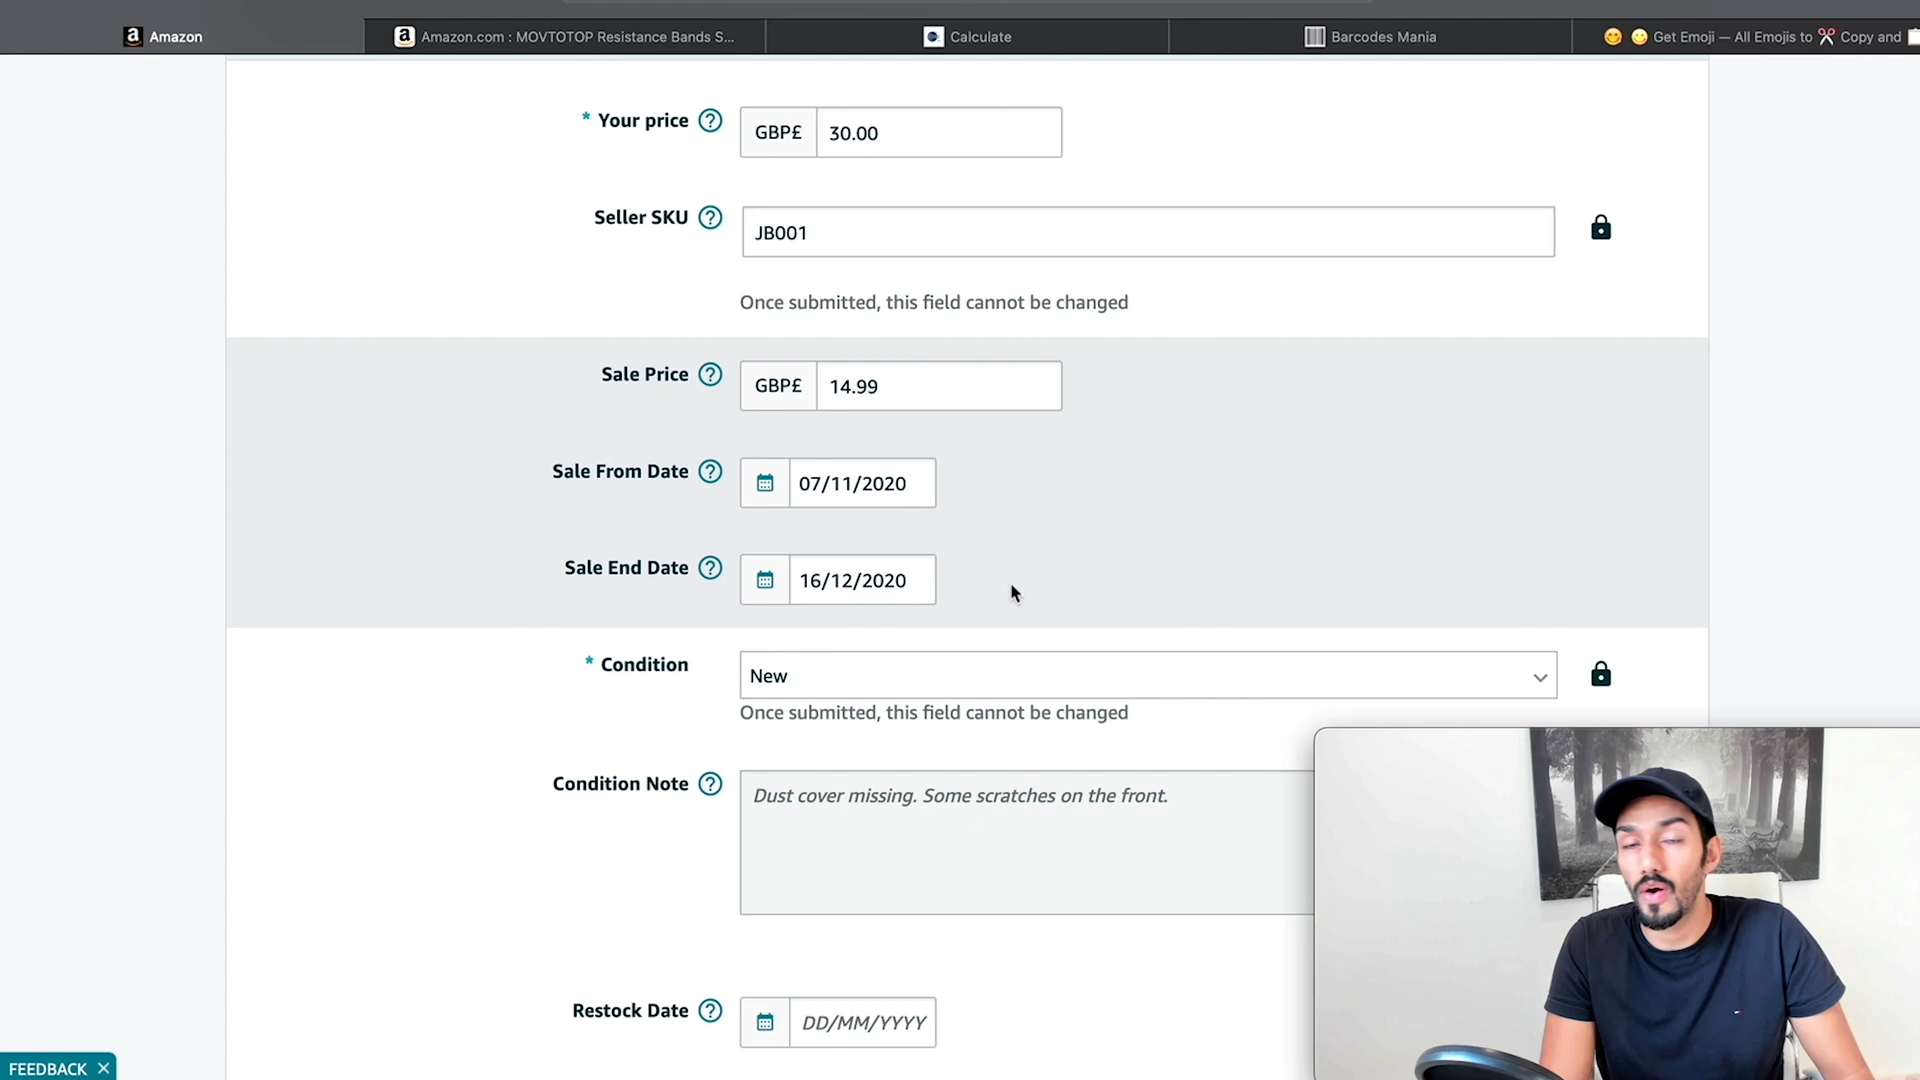 Amazon
Amazon.com : MOVTOTOP Resistance Bands S...
Calculate
Barcodes Mania
Get Emoji — All Emojis to ✂️ Copy and
* Your price
GBP£ 30.00
Seller SKU
JB001
Once submitted, this field cannot be changed
Sale Price
GBP£ 14.99
Sale From Date
07/11/2020
Sale End Date
16/12/2020
* Condition
New
Once submitted, this field cannot be changed
Condition Note
Dust cover missing. Some scratches on the front.
Restock Date
DD/MM/YYYY
FEEDBACK ×